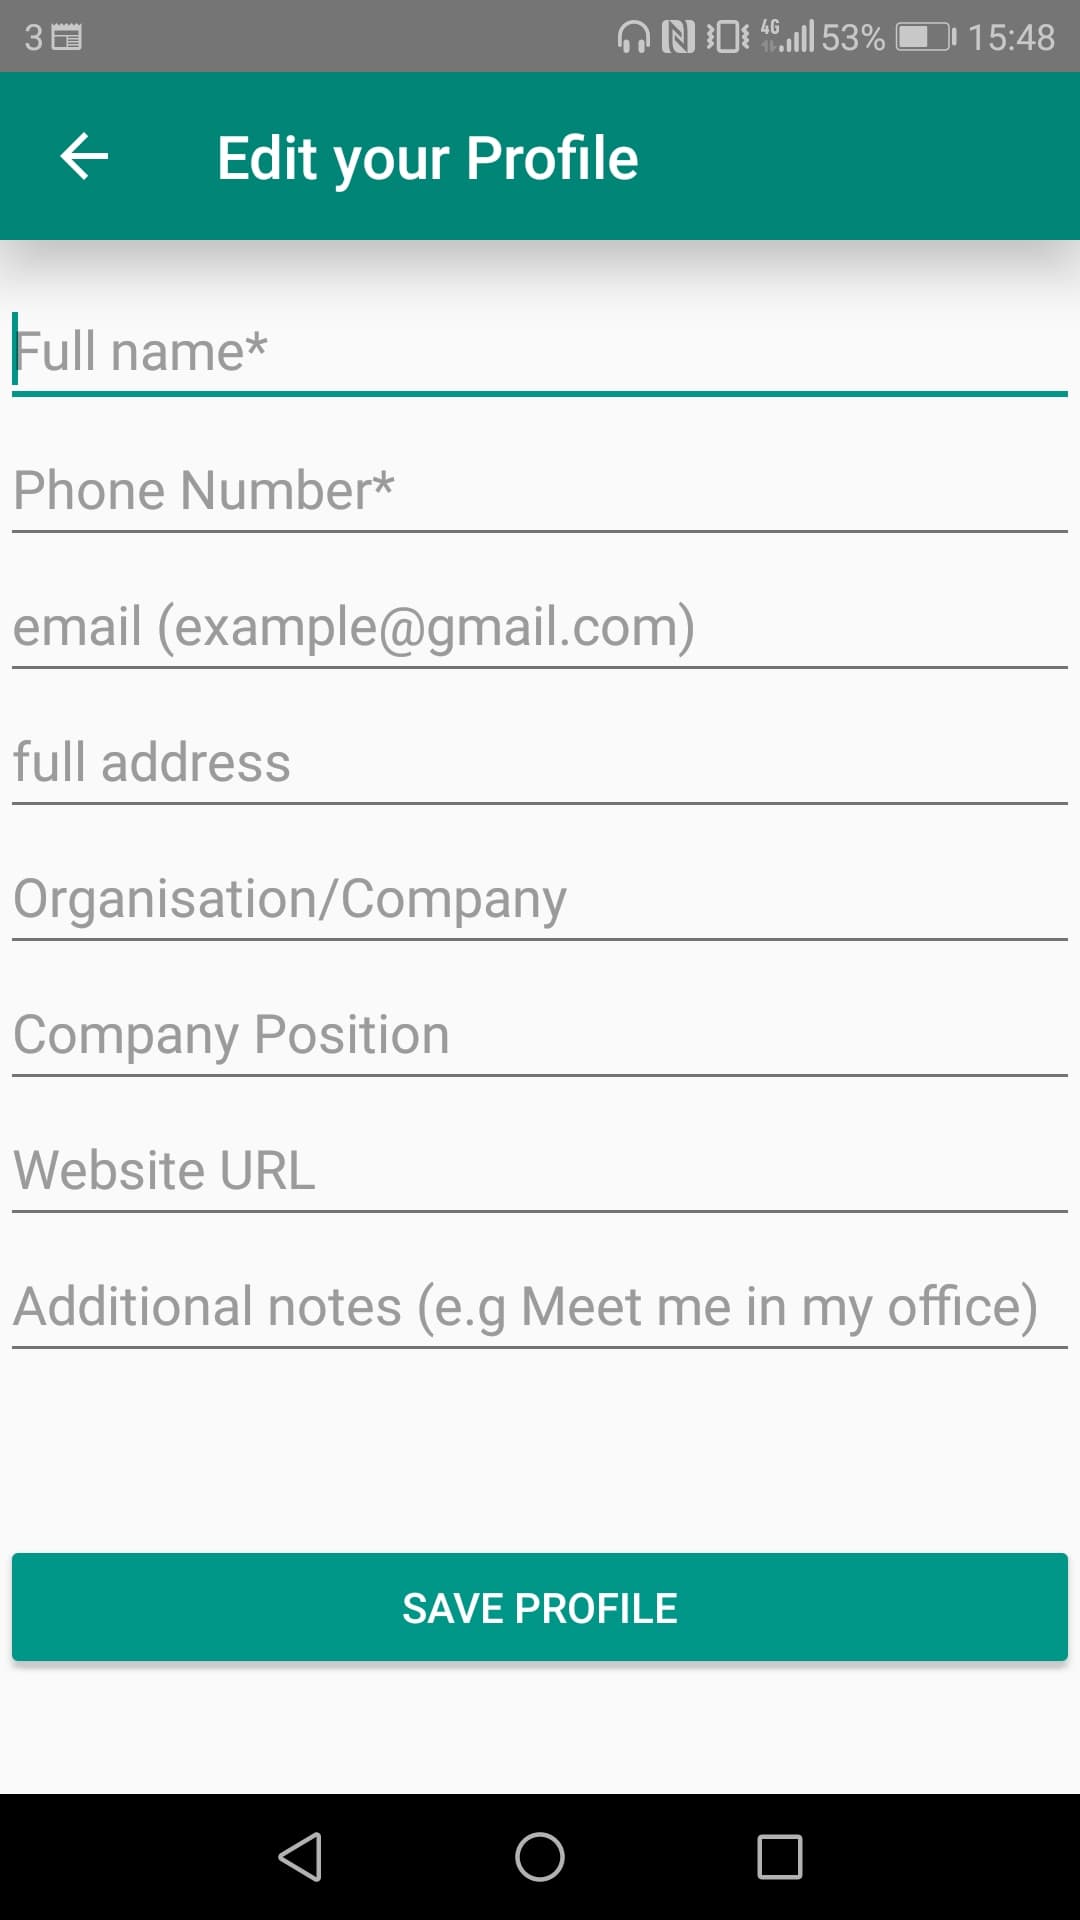 3 4G 53% 15:48
Edit your Profile
Full name*
Phone Number*
email (example@gmail.com)
full address
Organisation/Company
Company Position
Website URL
Additional notes (e.g Meet me in my office)
SAVE PROFILE